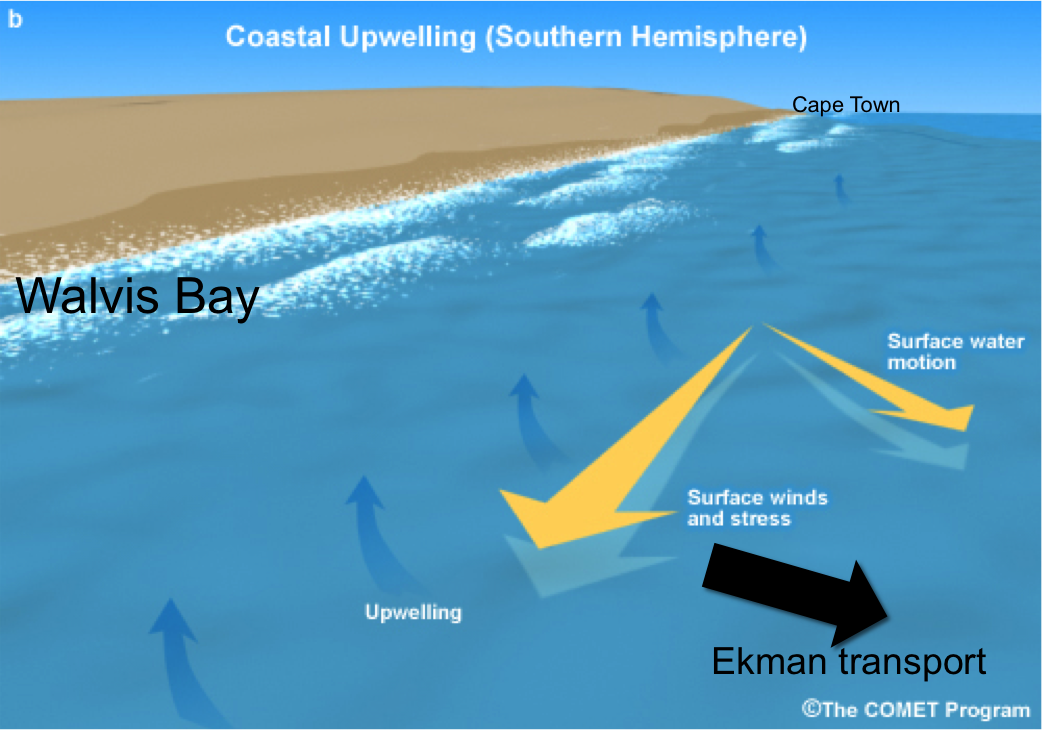 b
Coastal Upwelling (Southern Hemisphere)
Cape Town
Walvis Bay
Surface water
motion
Surface winds
and stress
Upwelling
Ekman transport
©The COMET Program